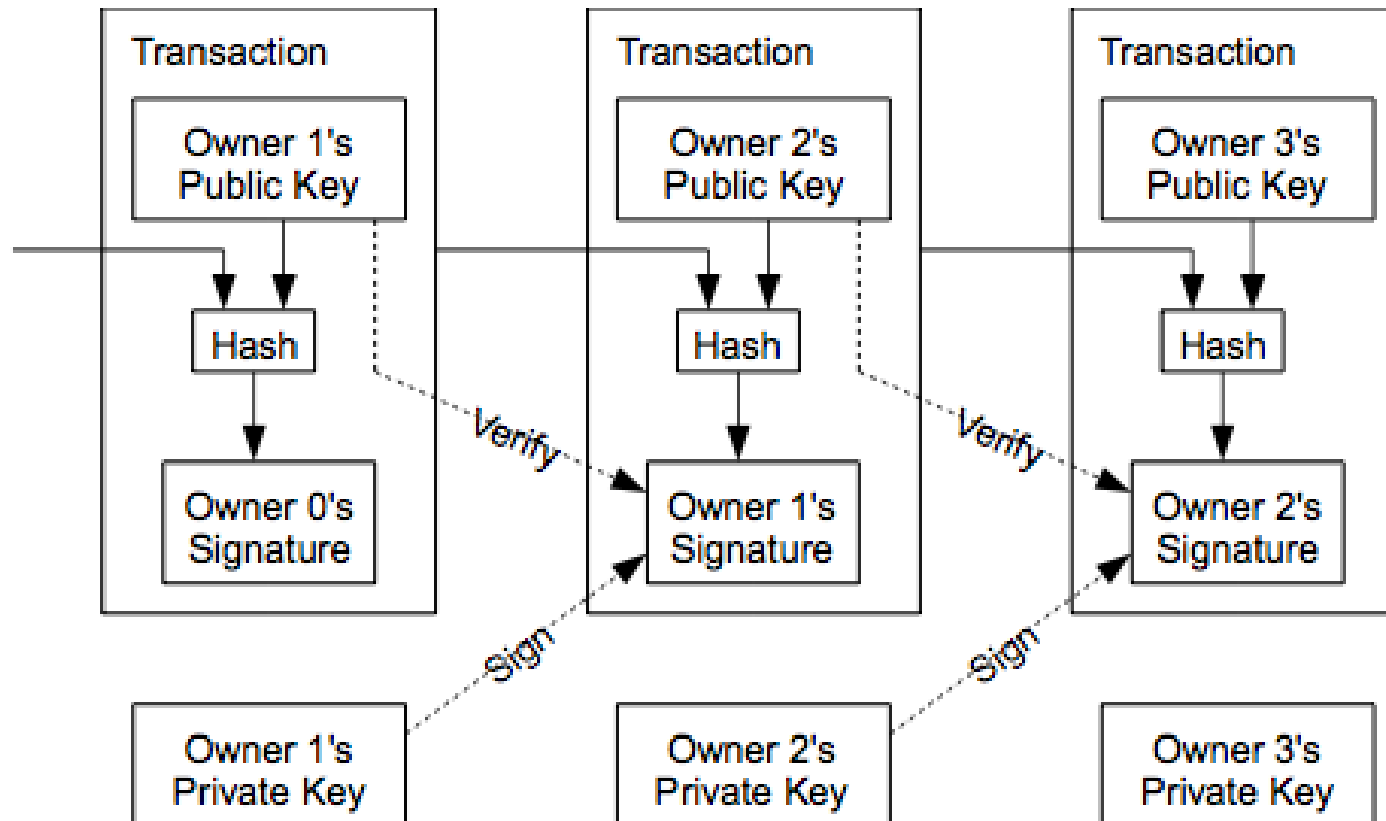 Transaction
Transaction
Transaction
Owner 1's
Public Key
Owner 2's
Public Key
Owner 3's
Public Key
Hash
Hash
Hash
Verify
Verify
Owner 0's
Signature
Owner 1's
Signature
Owner 2's
Signature
Sign
Sign
Owner 1's
Private Key
Owner 2's
Private Key
Owner 3's
Private Key